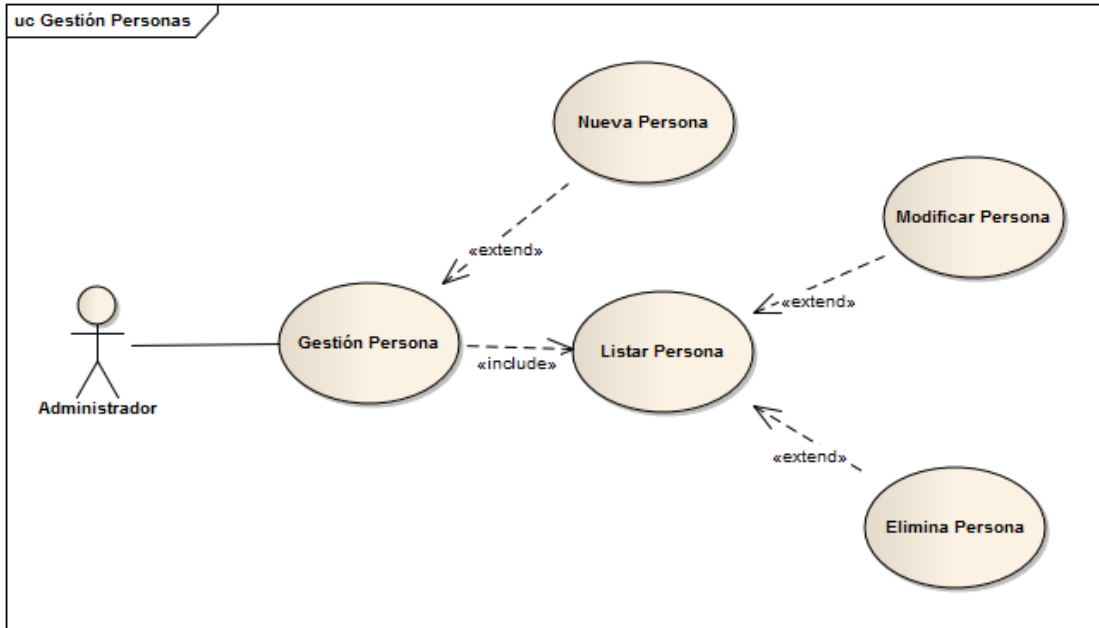 uc Gestión Personas
Nueva Persona
Modificar Persona
«extend»
«extend»
Gestión Persona
«include»
Listar Persona
Administrador
«extend»
Elimina Persona